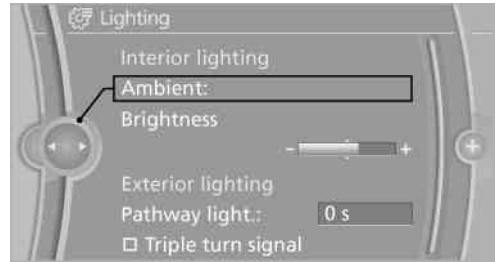 Lighting
Interior lighting
Ambient:
Brightness
- +
Exterior lighting
Pathway light.: 0 s
Triple turn signal